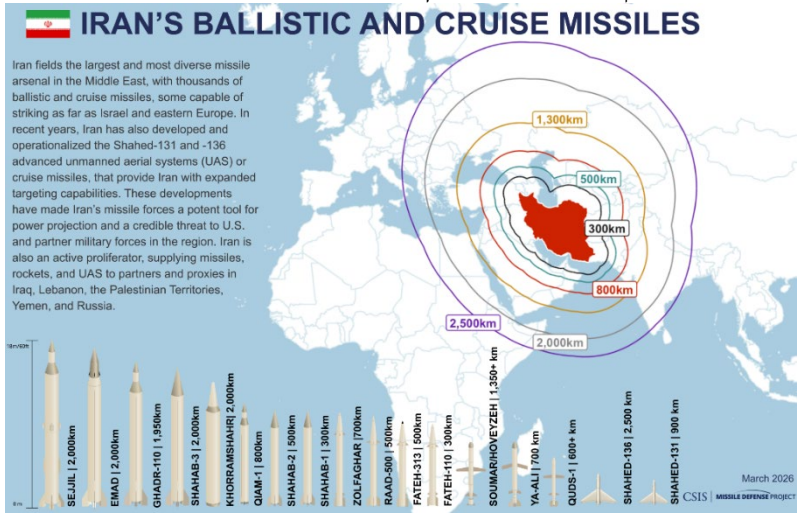 IRAN'S BALLISTIC AND CRUISE MISSILES
Iran fields the largest and most diverse missile
arsenal in the Middle East, with thousands of
ballistic and cruise missiles, some capable of
striking as far as Israel and eastern Europe. In
recent years, Iran has also developed and
operationalized the Shahed-131 and -136
advanced unmanned aerial systems (UAS) or
cruise missiles, that provide Iran with expanded
targeting capabilities. These developments
have made Iran's missile forces a potent tool for
power projection and a credible threat to U.S.
and partner military forces in the region. Iran is
also an active proliferator, supplying missiles,
rockets, and UAS to partners and proxies in
Iraq, Lebanon, the Palestinian Territories,
Yemen, and Russia.
1,300km
500km
300km
800km
2,500km
2,000km
0 m
SEJJIL | 2,000km
EMAD | 2,000km
GHADR-110 | 1,950km
SHAHAB-3 | 2,000km
KHORRAMSHAHR| 2,000km
QIAM-1 | 800km
SHAHAB-2 | 500km
SHAHAB-1 | 300km
ZOLFAGHAR |700km
RAAD-500 | 500km
FATEH-313 | 500km
FATEH-110 | 300km
SOUMAR/HOVEYZEH | 1,350+ km
YA-ALI | 700 km
QUDS-1 | 600+ km
SHAHED-136 | 2,500 km
SHAHED-131 | 900 km
March 2026
CSIS | MISSILE DEFENSE PROJECT